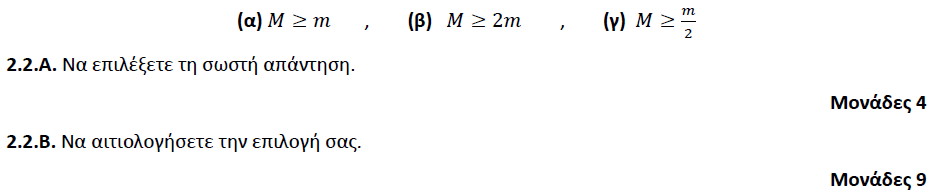 (α) M ≥ m , (β) M ≥ 2m , (γ) M ≥ m/2
2.2.Α. Να επιλέξετε τη σωστή απάντηση.
Μονάδες 4
2.2.Β. Να αιτιολογήσετε την επιλογή σας.
Μονάδες 9